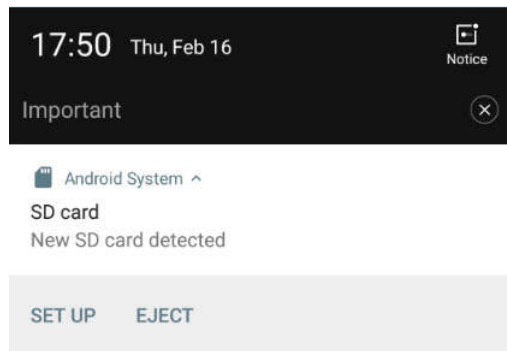 17:50 Thu, Feb 16
Notice
Important
Android System
SD card
New SD card detected
SET UP EJECT